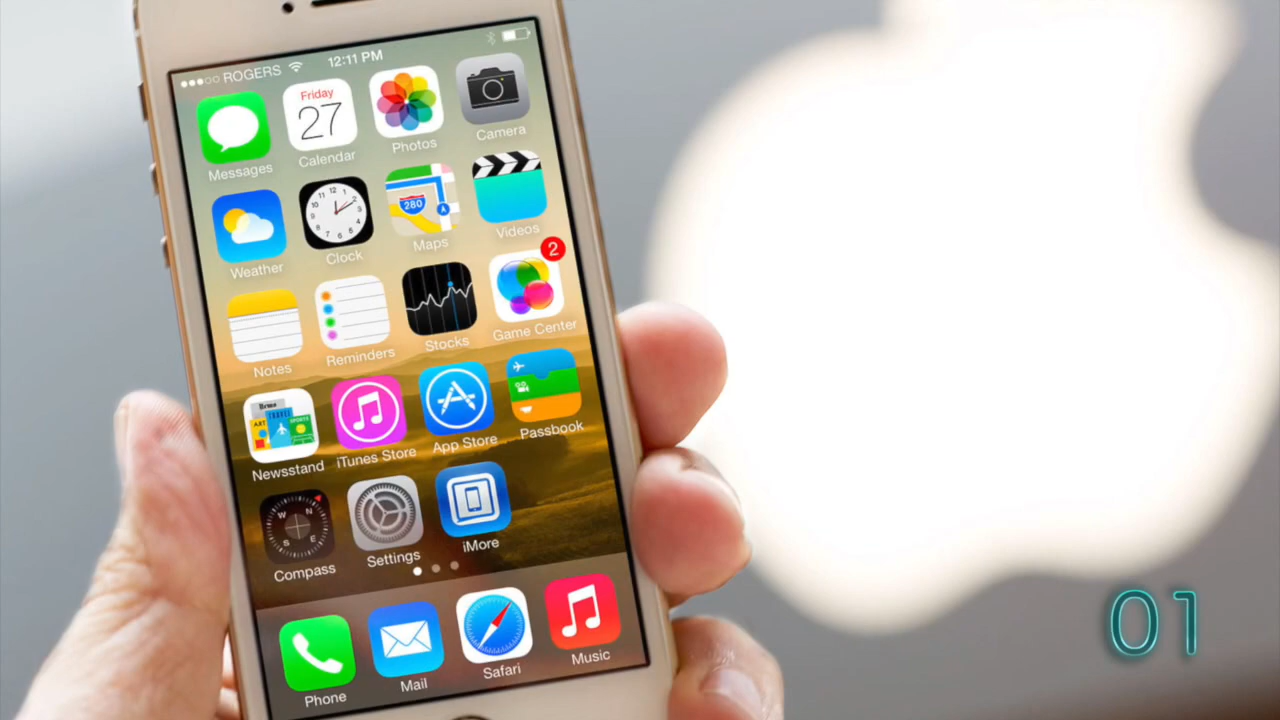 ROGERS 12:11 PM
Friday
27
Messages Calendar Photos Camera
280
Weather Clock Maps Videos
2
Notes Reminders Stocks Game Center
Newsstand iTunes Store App Store Passbook
W N E S
Compass Settings iMore
Phone Mail Safari Music
01